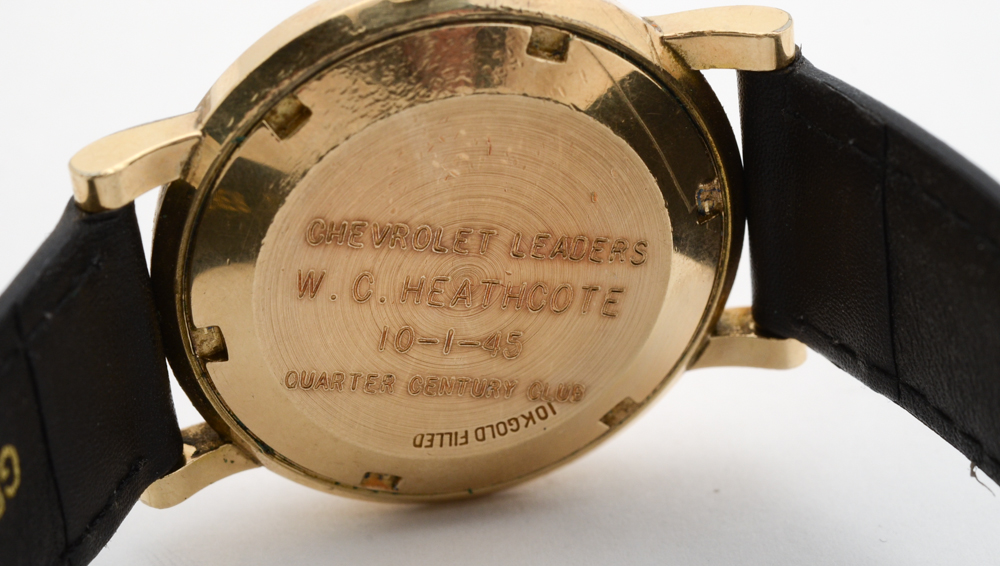 CHEVROLET LEADERS
W. C. HEATHCOTE
10-1-45
QUARTER CENTURY CLUB
10K GOLD FILLED